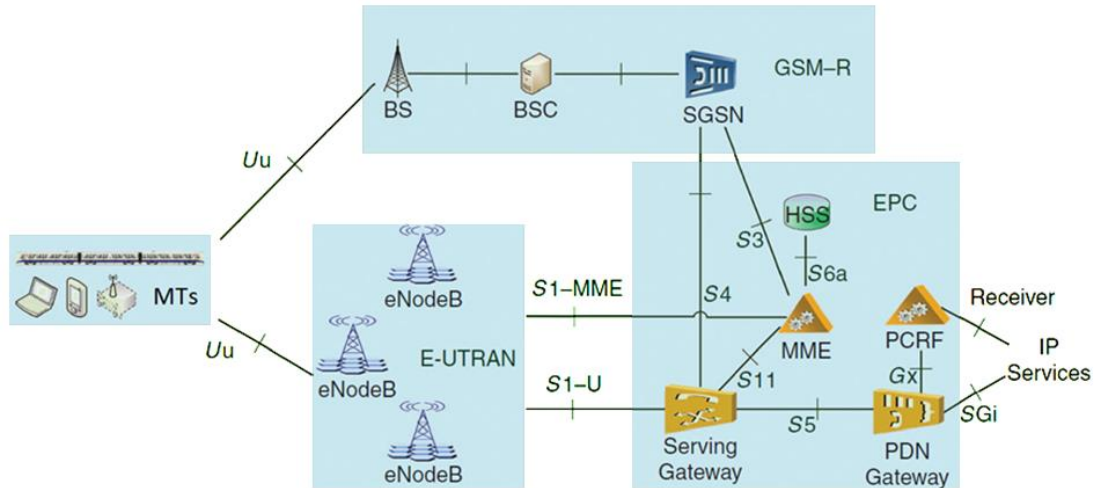 GSM–R
BS
BSC
SGSN
Uu
EPC
HSS
S3
S6a
MTs
eNodeB
S1–MME
S4
Receiver
MME
PCRF
IP
Services
Uu
eNodeB
E-UTRAN
S11
Gx
S1–U
S5
SGi
eNodeB
Serving
Gateway
PDN
Gateway